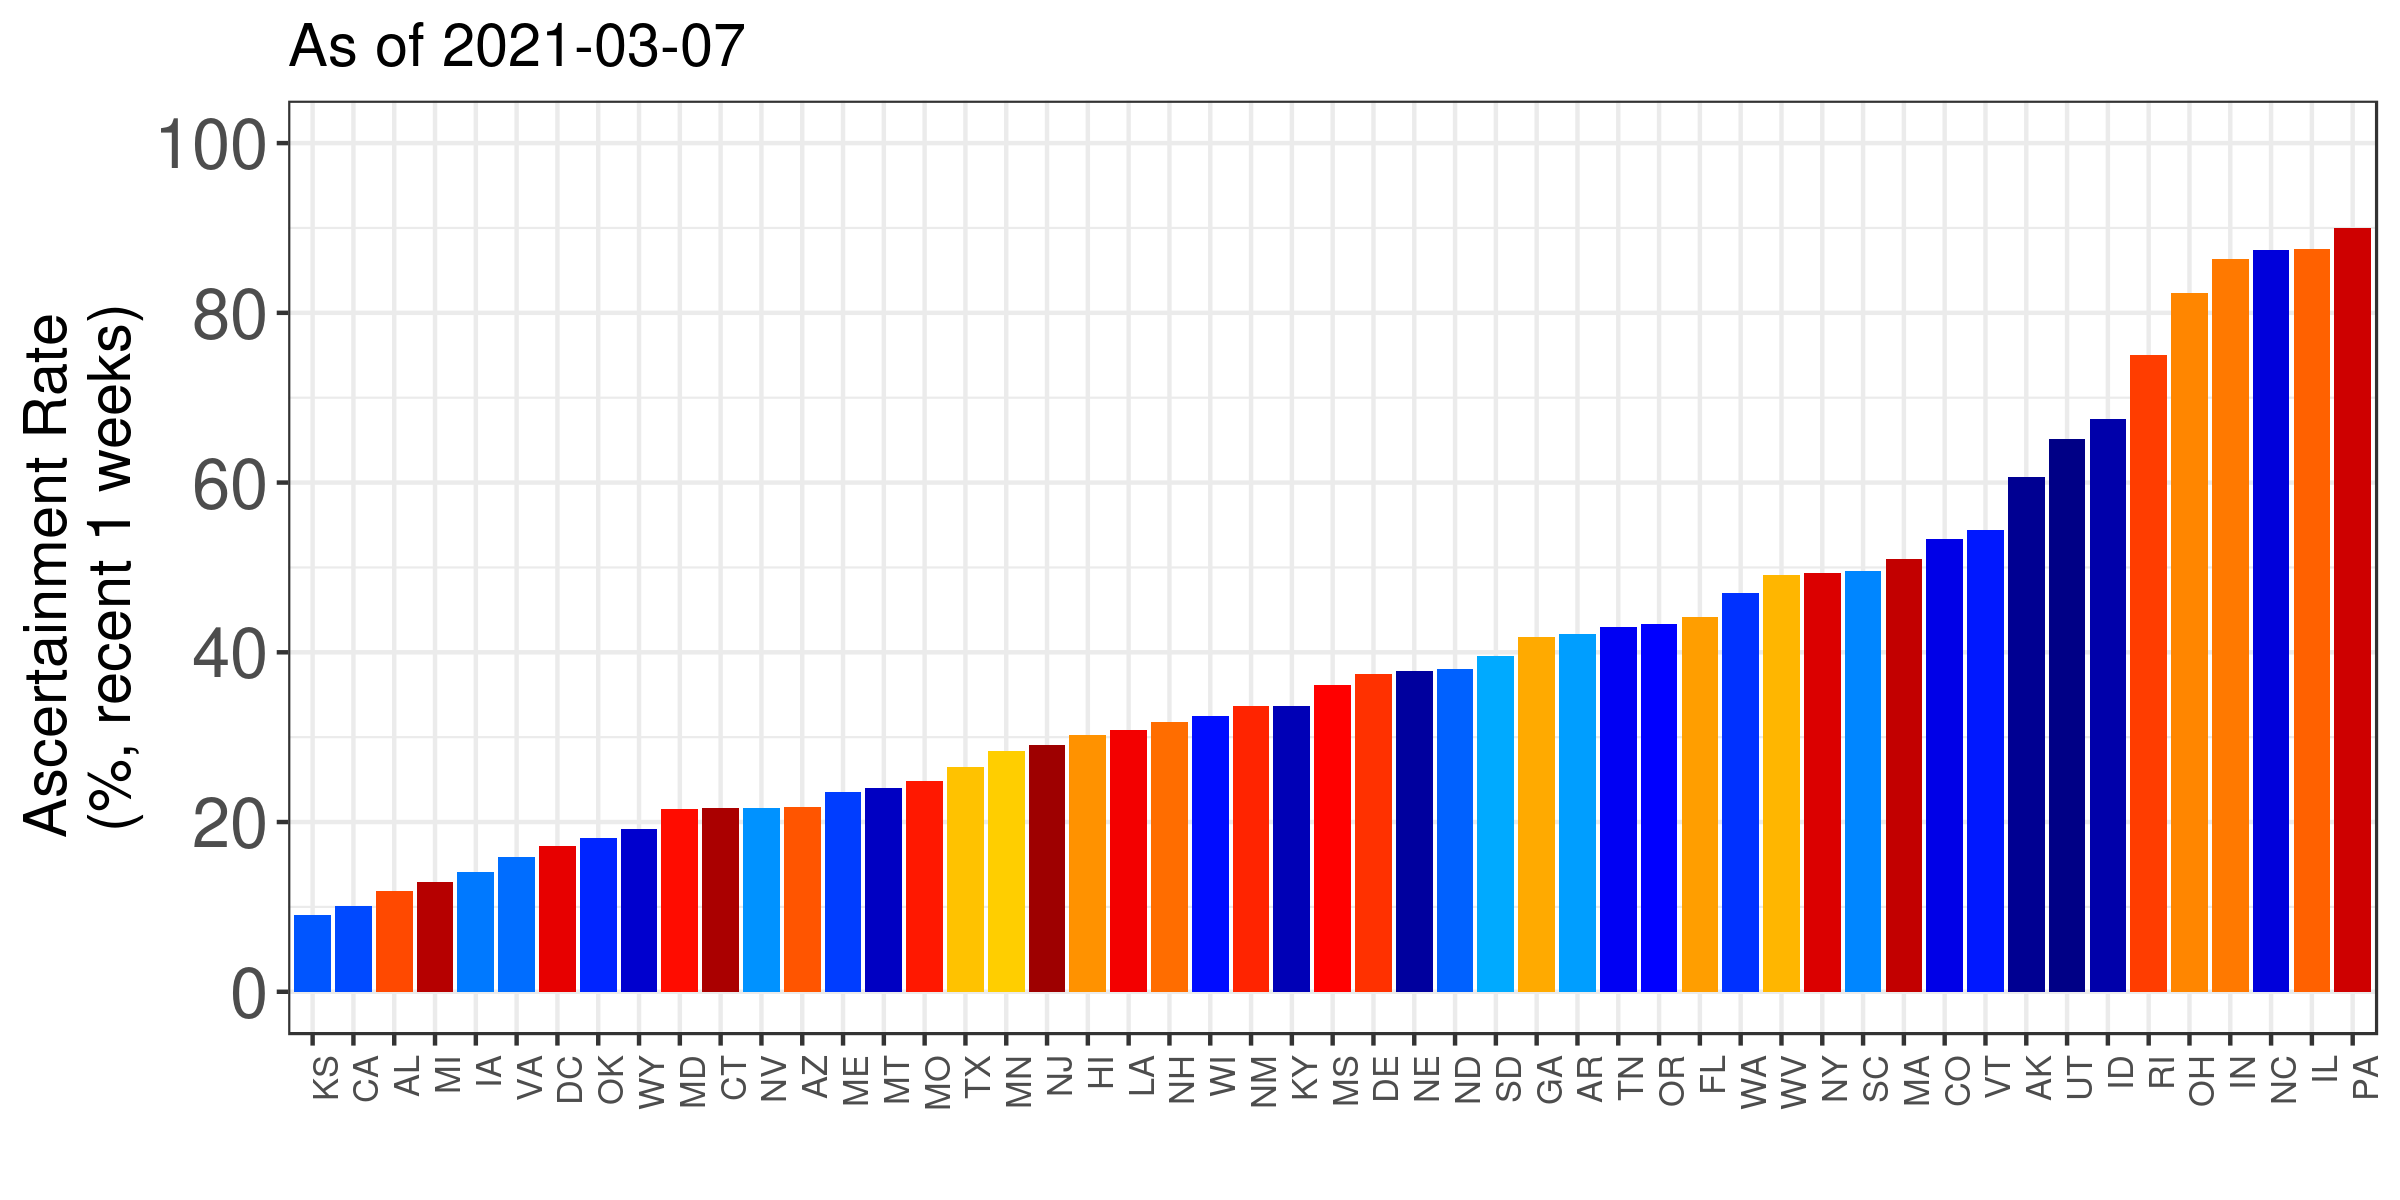 As of 2021-03-07
Ascertainment Rate
(%, recent 1 weeks)
100
80
60
40
20
0
KS CA AL MI IA VA DC OK WY MD CT NV AZ ME MT MO TX MN NJ HI LA NH WI NM KY MS DE NE ND SD GA AR TN OR FL WA WV NY SC MA CO VT AK UT ID RI OH IN NC IL PA